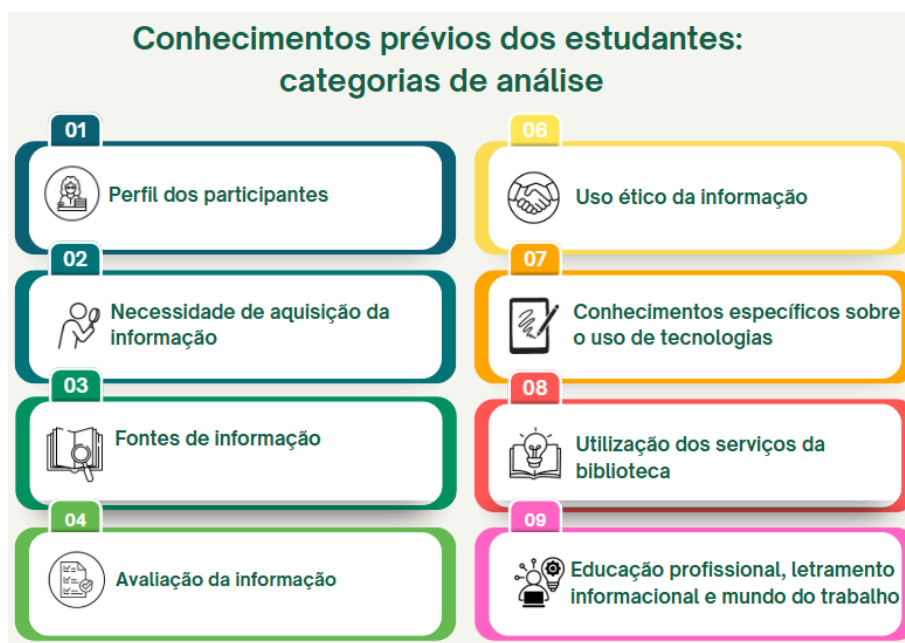 Conhecimentos prévios dos estudantes:
categorias de análise
01
Perfil dos participantes
02
Necessidade de aquisição da
informação
03
Fontes de informação
04
Avaliação da informação
06
Uso ético da informação
07
Conhecimentos específicos sobre
o uso de tecnologias
08
Utilização dos serviços da
biblioteca
09
Educação profissional, letramento
informacional e mundo do trabalho